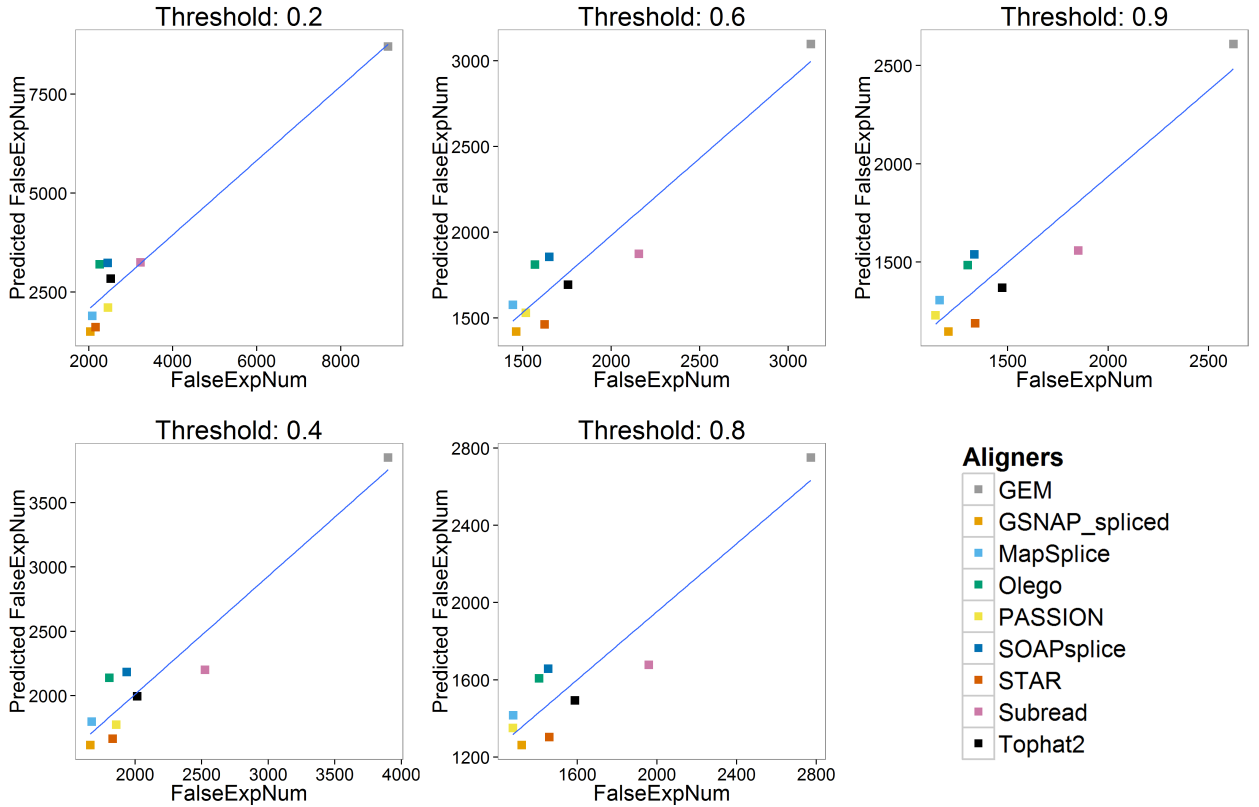 Threshold: 0.2
Predicted FalseExpNum
7500
5000
2500
2000 4000 6000 8000
FalseExpNum
Threshold: 0.6
Predicted FalseExpNum
3000
2500
2000
1500
1500 2000 2500 3000
FalseExpNum
Threshold: 0.9
Predicted FalseExpNum
2500
2000
1500
1500 2000 2500
FalseExpNum
Threshold: 0.4
Predicted FalseExpNum
3500
3000
2500
2000
2000 2500 3000 3500 4000
FalseExpNum
Threshold: 0.8
Predicted FalseExpNum
2800
2400
2000
1600
1200
1600 2000 2400 2800
FalseExpNum
Aligners
GEM
GSNAP_spliced
MapSplice
Olego
PASSION
SOAPsplice
STAR
Subread
Tophat2